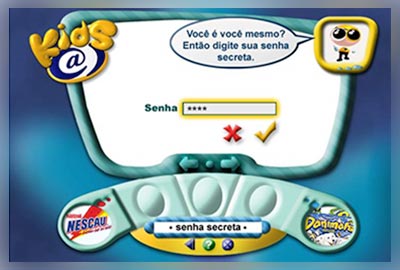 Kids
@
Você é você mesmo?
Então digite sua senha
secreta.
Senha ****
NESCAU
• senha secreta •
?